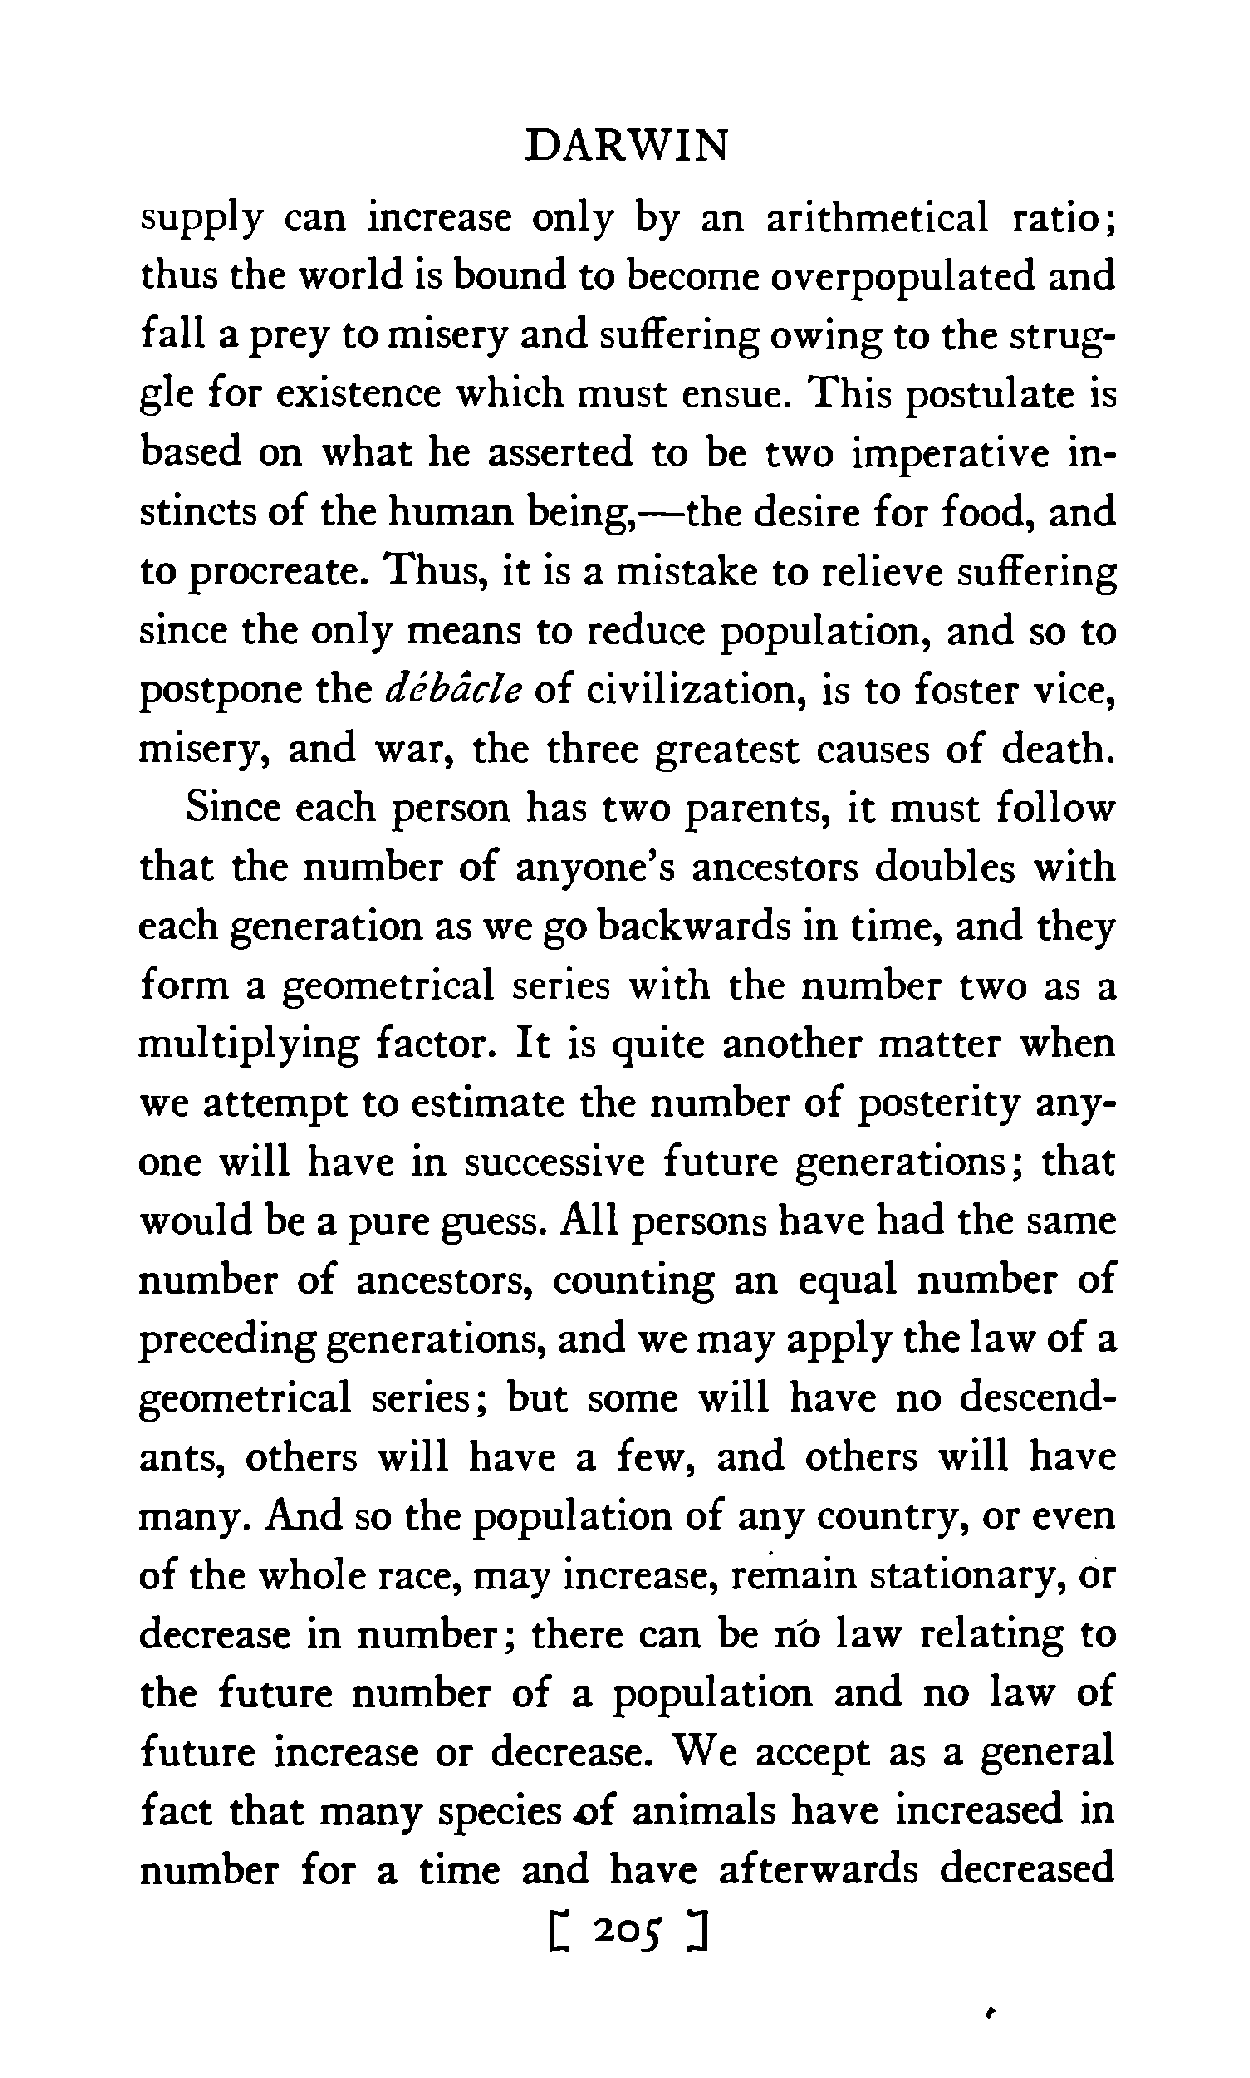 DARWIN
supply can increase only by an arithmetical ratio;
thus the world is bound to become overpopulated and
fall a prey to misery and suffering owing to the strug-
gle for existence which must ensue. This postulate is
based on what he asserted to be two imperative in-
stincts of the human being,—the desire for food, and
to procreate. Thus, it is a mistake to relieve suffering
since the only means to reduce population, and so to
postpone the débâcle of civilization, is to foster vice,
misery, and war, the three greatest causes of death.
Since each person has two parents, it must follow
that the number of anyone's ancestors doubles with
each generation as we go backwards in time, and they
form a geometrical series with the number two as a
multiplying factor. It is quite another matter when
we attempt to estimate the number of posterity any-
one will have in successive future generations; that
would be a pure guess. All persons have had the same
number of ancestors, counting an equal number of
preceding generations, and we may apply the law of a
geometrical series; but some will have no descend-
ants, others will have a few, and others will have
many. And so the population of any country, or even
of the whole race, may increase, remain stationary, or
decrease in number; there can be no law relating to
the future number of a population and no law of
future increase or decrease. We accept as a general
fact that many species of animals have increased in
number for a time and have afterwards decreased
[ 205 ]